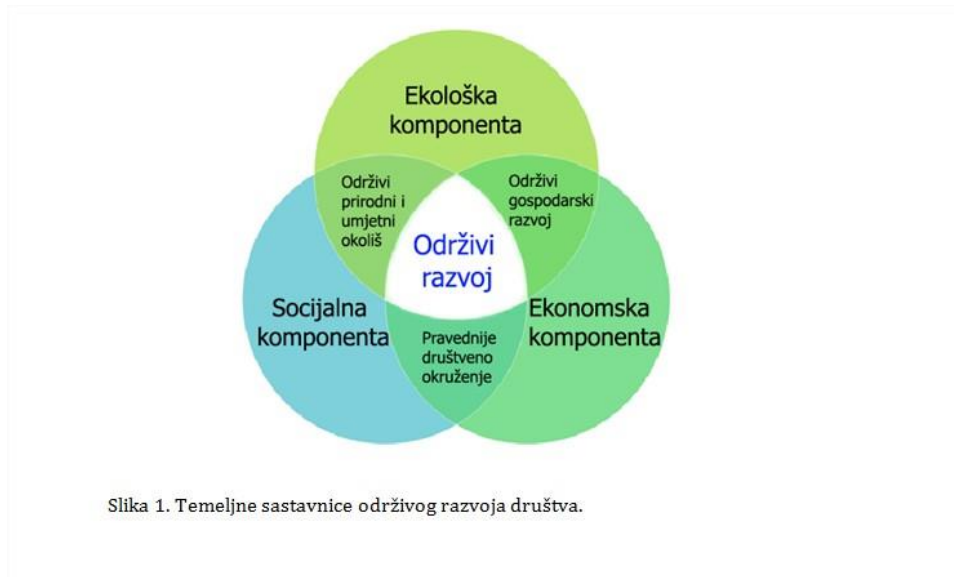 Ekološka
komponenta
Održivi
prirodni i
umjetni
okoliš
Održivi
gospodarski
razvoj
Održivi
razvoj
Socijalna
komponenta
Ekonomska
komponenta
Pravednije
društveno
okruženje
Slika 1. Temeljne sastavnice održivog razvoja društva.